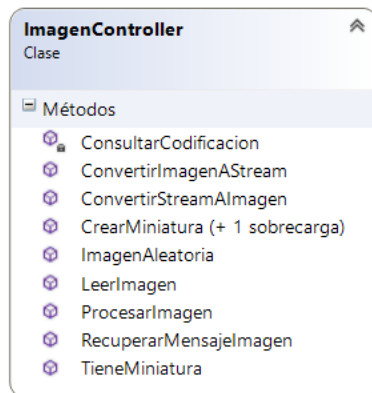 ImagenController
Clase
Métodos
ConsultarCodificacion
ConvertirImagenAStream
ConvertirStreamAImagen
CrearMiniatura (+ 1 sobrecarga)
ImagenAleatoria
LeerImagen
ProcesarImagen
RecuperarMensajeImagen
TieneMiniatura